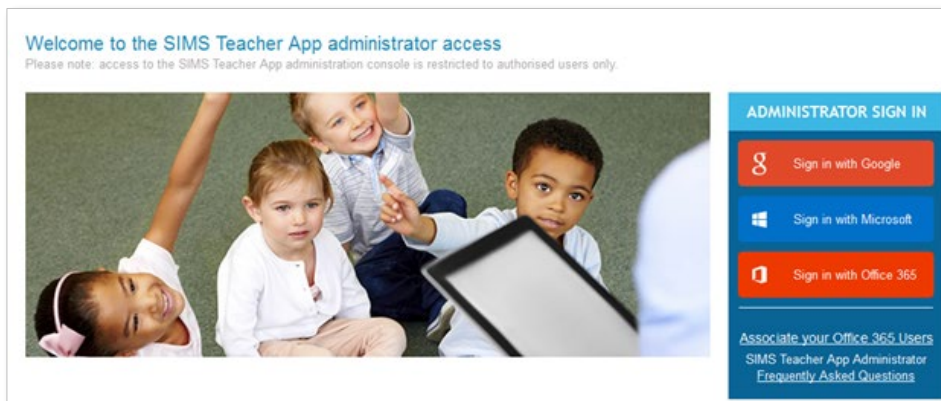 Welcome to the SIMS Teacher App administrator access
Please note: access to the SIMS Teacher App administration console is restricted to authorised users only.
ADMINISTRATOR SIGN IN
Sign in with Google
Sign in with Microsoft
Sign in with Office 365
Associate your Office 365 Users
SIMS Teacher App Administrator
Frequently Asked Questions